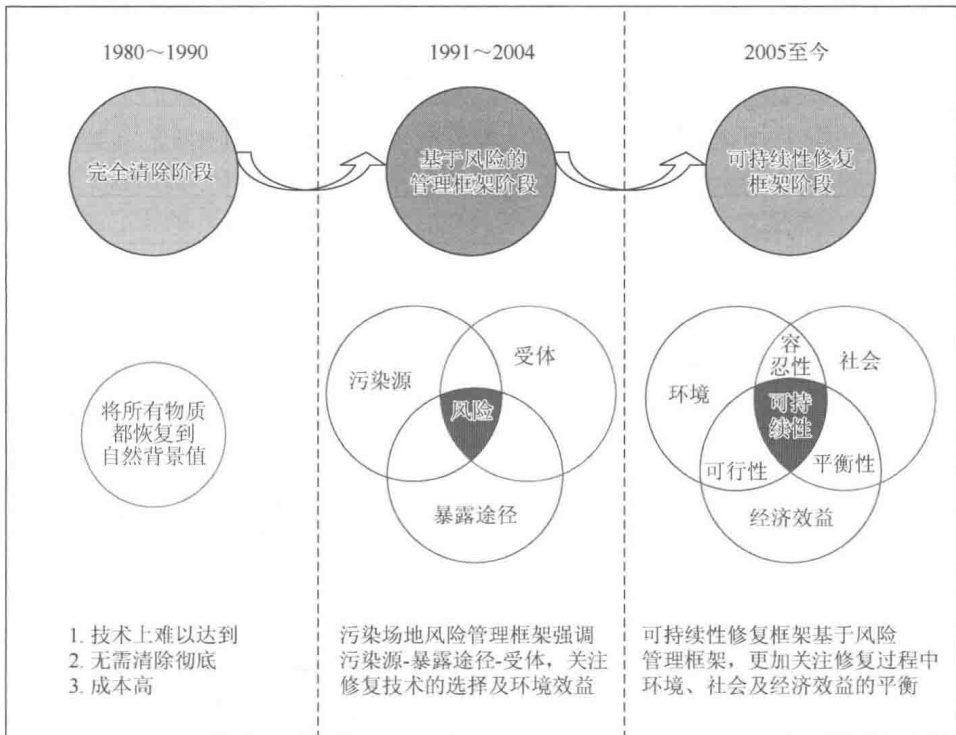 1980～1990
完全清除阶段
将所有物质
都恢复到
自然背景值
1. 技术上难以达到
2. 无需清除彻底
3. 成本高
1991～2004
基于风险的
管理框架阶段
污染源
受体
风险
暴露途径
污染场地风险管理框架强调
污染源-暴露途径-受体，关注
修复技术的选择及环境效益
2005至今
可持续性修复
框架阶段
容
忍性
环境
社会
可持
续性
可行性
平衡性
经济效益
可持续性修复框架基于风险
管理框架，更加关注修复过程中
环境、社会及经济效益的平衡